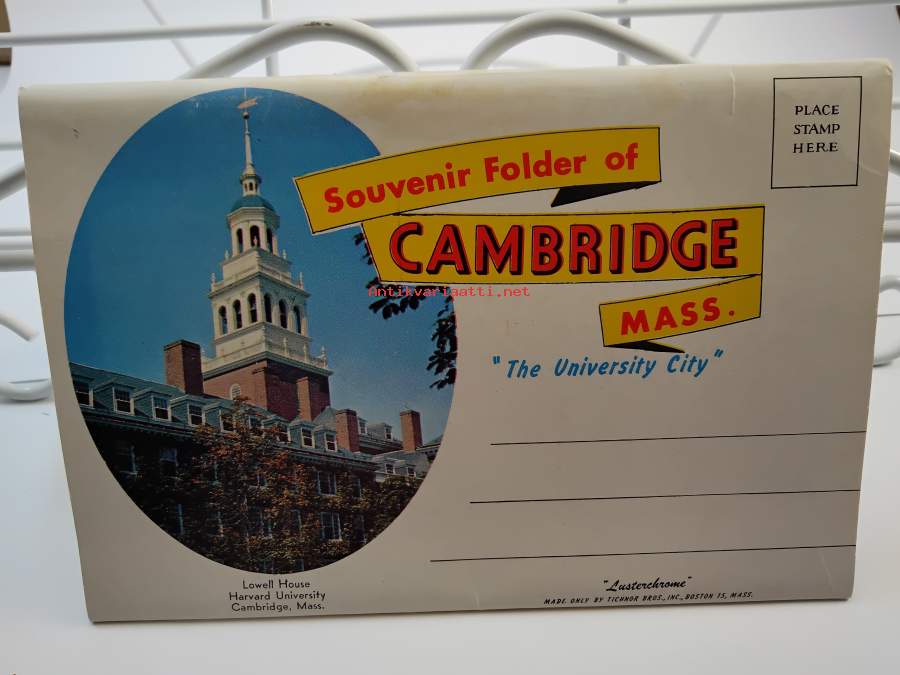 PLACE
STAMP
HERE
Souvenir Folder of
CAMBRIDGE
Antikvariaatti.net
MASS.
"The University City"
Lowell House
Harvard University
Cambridge, Mass.
"Lusterchrome"
MADE ONLY BY TICHNOR BROS., INC., BOSTON 15, MASS.